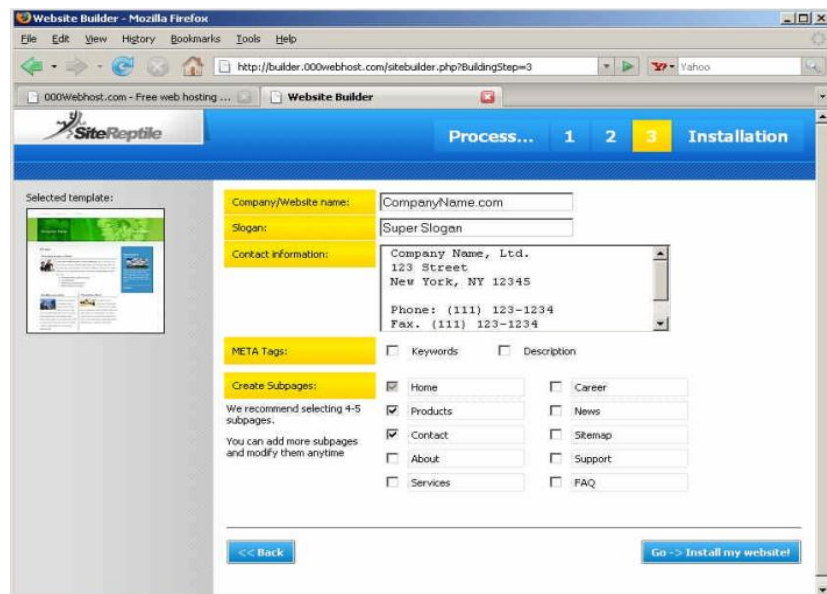 Website Builder - Mozilla Firefox
File Edit View History Bookmarks Tools Help
http://builder.000webhost.com/sitebuilder.php?BuildingStep=3
Yahoo
000Webhost.com - Free web hosting ...
Website Builder
SiteReptile
Process... 1 2 3 Installation
Selected template:
Company/Website name: CompanyName.com
Slogan: Super Slogan
Contact information: Company Name, Ltd.
123 Street
New York, NY 12345
Phone: (111) 123-1234
Fax. (111) 123-1234
META Tags: Keywords Description
Create Subpages: Home Career
We recommend selecting 4-5
subpages.
Products News
Contact Sitemap
You can add more subpages
and modify them anytime
About Support
Services FAQ
<< Back Go -> Install my website!